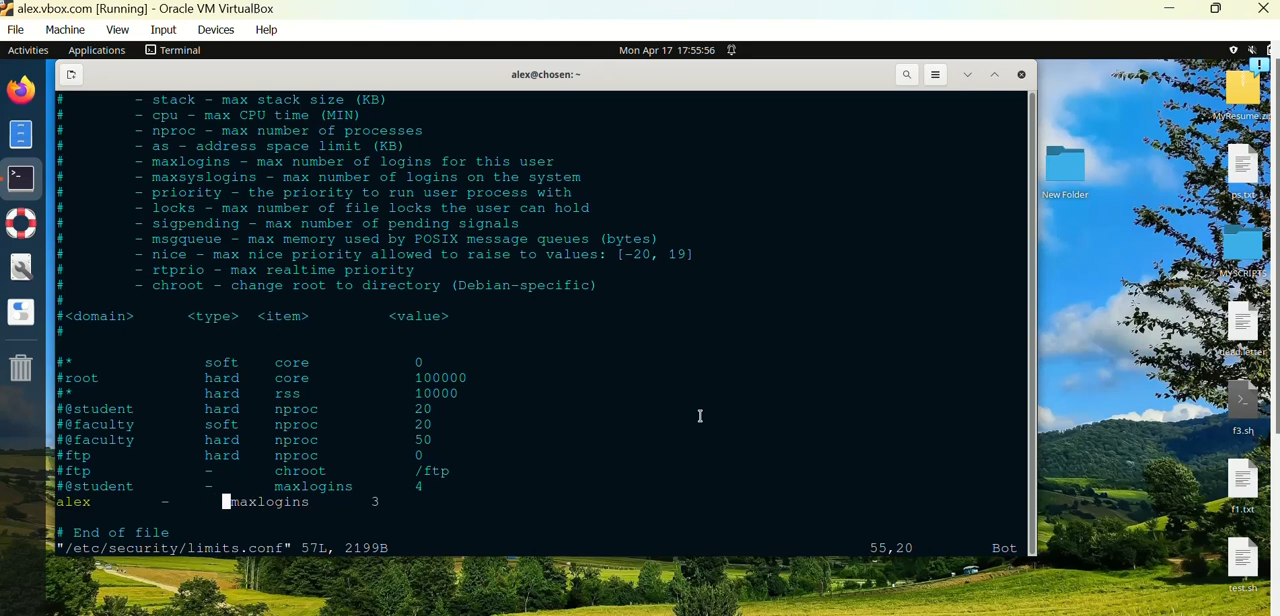 alex.vbox.com [Running] - Oracle VM VirtualBox
File Machine View Input Devices Help
Activities Applications Terminal Mon Apr 17 17:55:56
alex@chosen: ~
# - stack - max stack size (KB)
# - cpu - max CPU time (MIN)
# - nproc - max number of processes
# - as - address space limit (KB)
# - maxlogins - max number of logins for this user
# - maxsyslogins - max number of logins on the system
# - priority - the priority to run user process with
# - locks - max number of file locks the user can hold
# - sigpending - max number of pending signals
# - msgqueue - max memory used by POSIX message queues (bytes)
# - nice - max nice priority allowed to raise to values: [-20, 19]
# - rtprio - max realtime priority
# - chroot - change root to directory (Debian-specific)
#
#<domain> <type> <item> <value>
#
#* soft core 0
#root hard core 100000
#* hard rss 10000
#@student hard nproc 20
#@faculty soft nproc 20
#@faculty hard nproc 50
#ftp hard nproc 0
#ftp - chroot /ftp
#@student - maxlogins 4
alex - maxlogins 3
# End of file
"/etc/security/limits.conf" 57L, 2199B 55,20 Bot
New Folder
MyResume.zip
ps.txt
MYSCRIPTS
dead.letter
f3.sh
f1.txt
test.sh